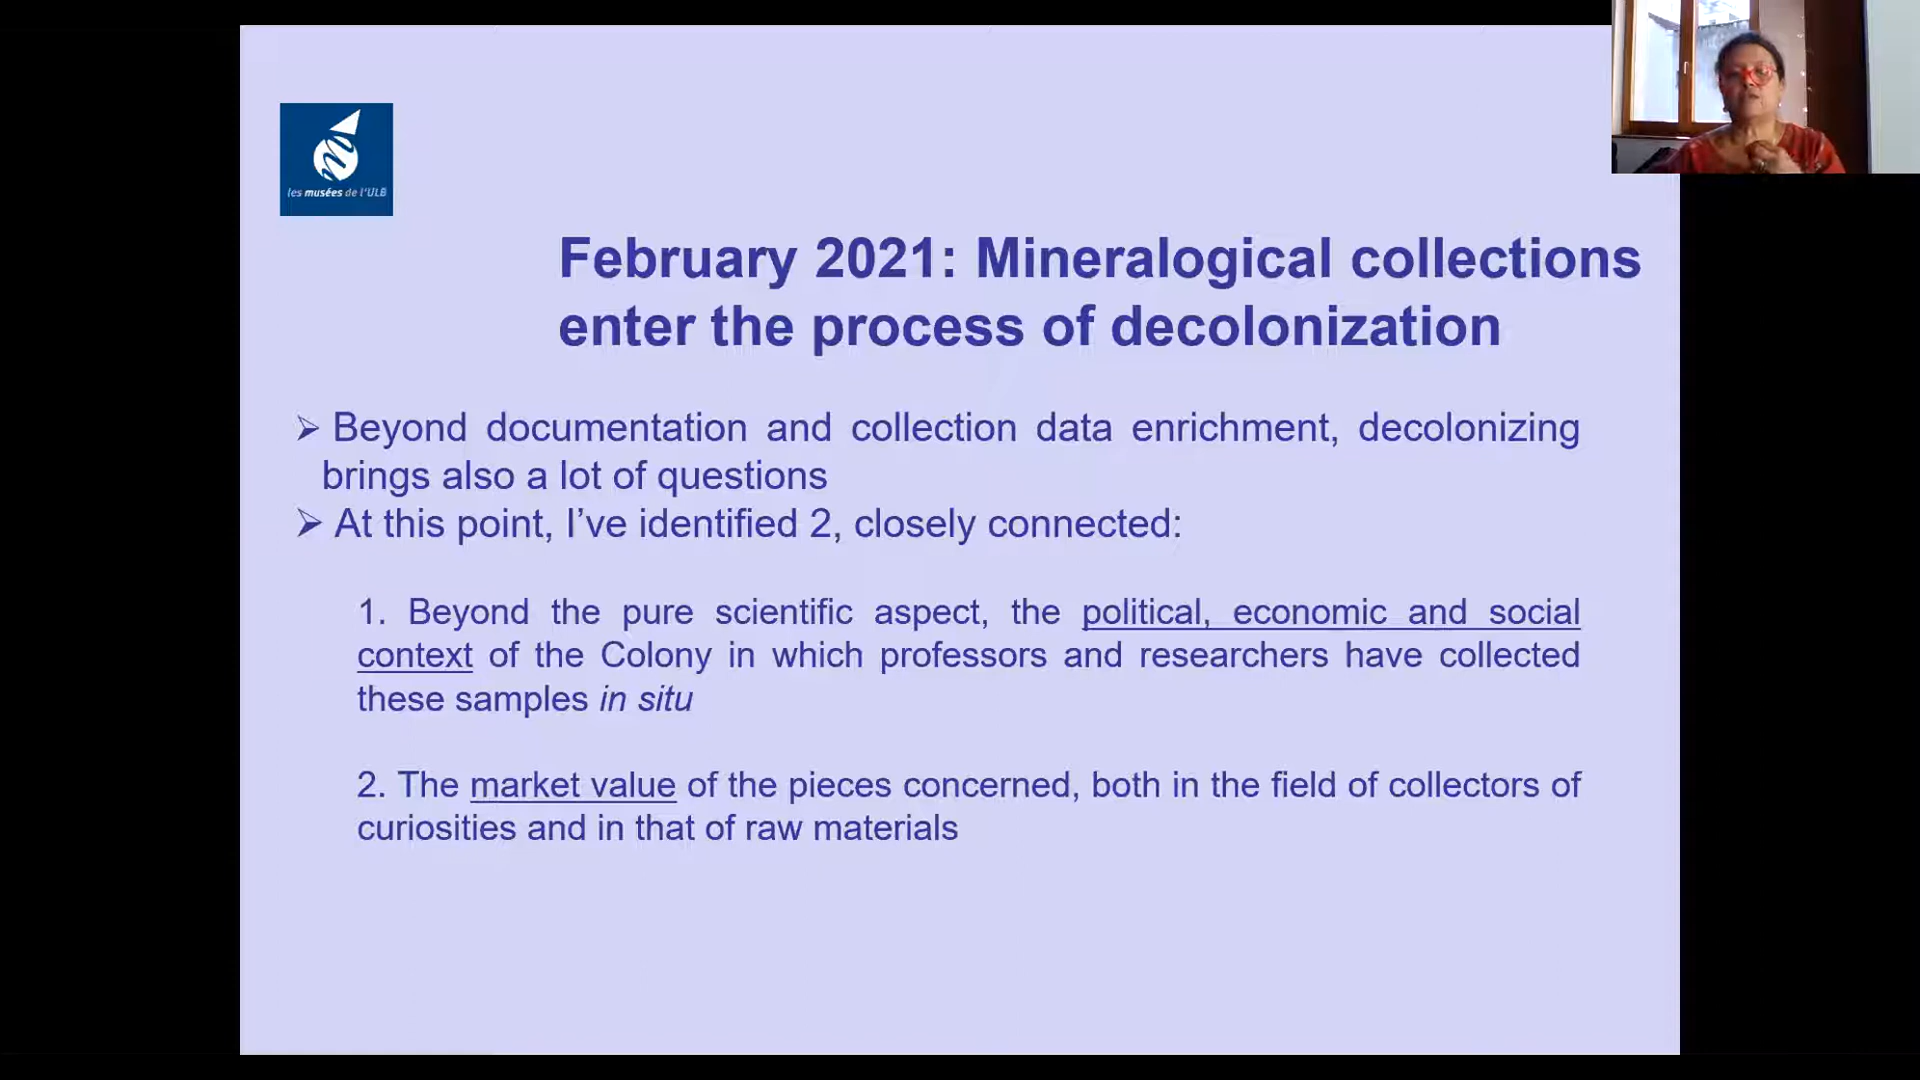 les musées de l'ULB
February 2021: Mineralogical collections
enter the process of decolonization
➢ Beyond documentation and collection data enrichment, decolonizing
brings also a lot of questions
➢ At this point, I’ve identified 2, closely connected:
1. Beyond the pure scientific aspect, the political, economic and social
context of the Colony in which professors and researchers have collected
these samples in situ
2. The market value of the pieces concerned, both in the field of collectors of
curiosities and in that of raw materials